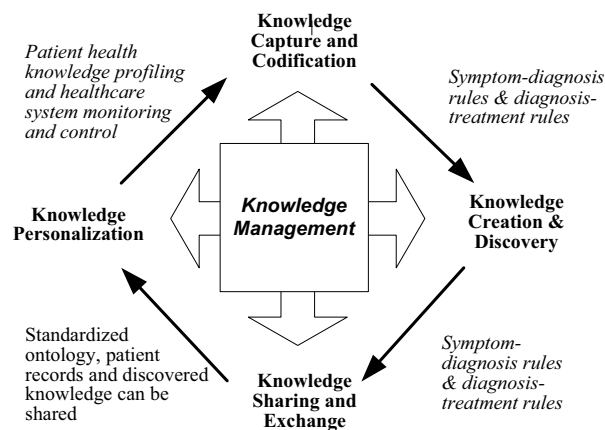 Knowledge
Capture and
Codification
Patient health
knowledge profiling
and healthcare
system monitoring
and control
Symptom-diagnosis
rules & diagnosis-
treatment rules
Knowledge
Management
Knowledge
Personalization
Knowledge
Creation &
Discovery
Standardized
ontology, patient
records and discovered
knowledge can be
shared
Knowledge
Sharing and
Exchange
Symptom-
diagnosis rules
& diagnosis-
treatment rules